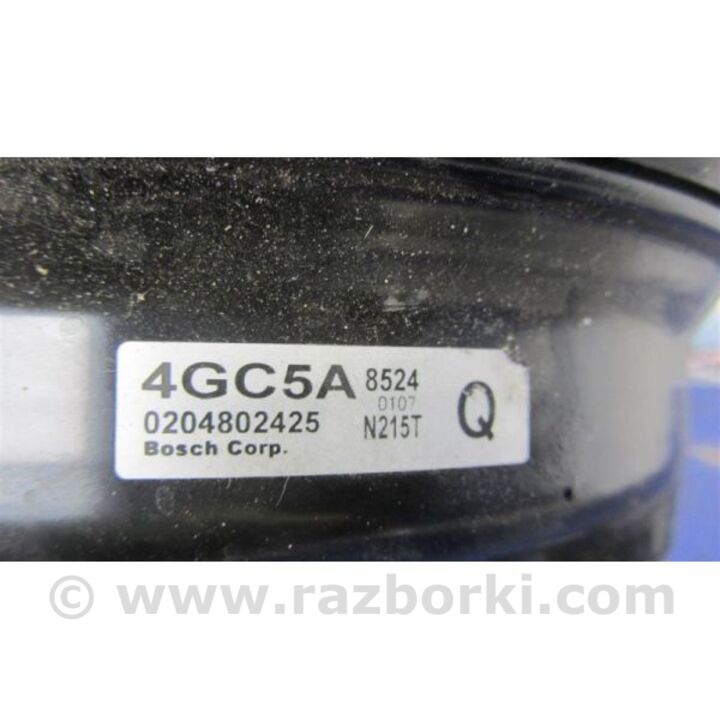 4GC5A 8524
0107
0204802425 N215T
Bosch Corp.
Q
© www.razborki.com